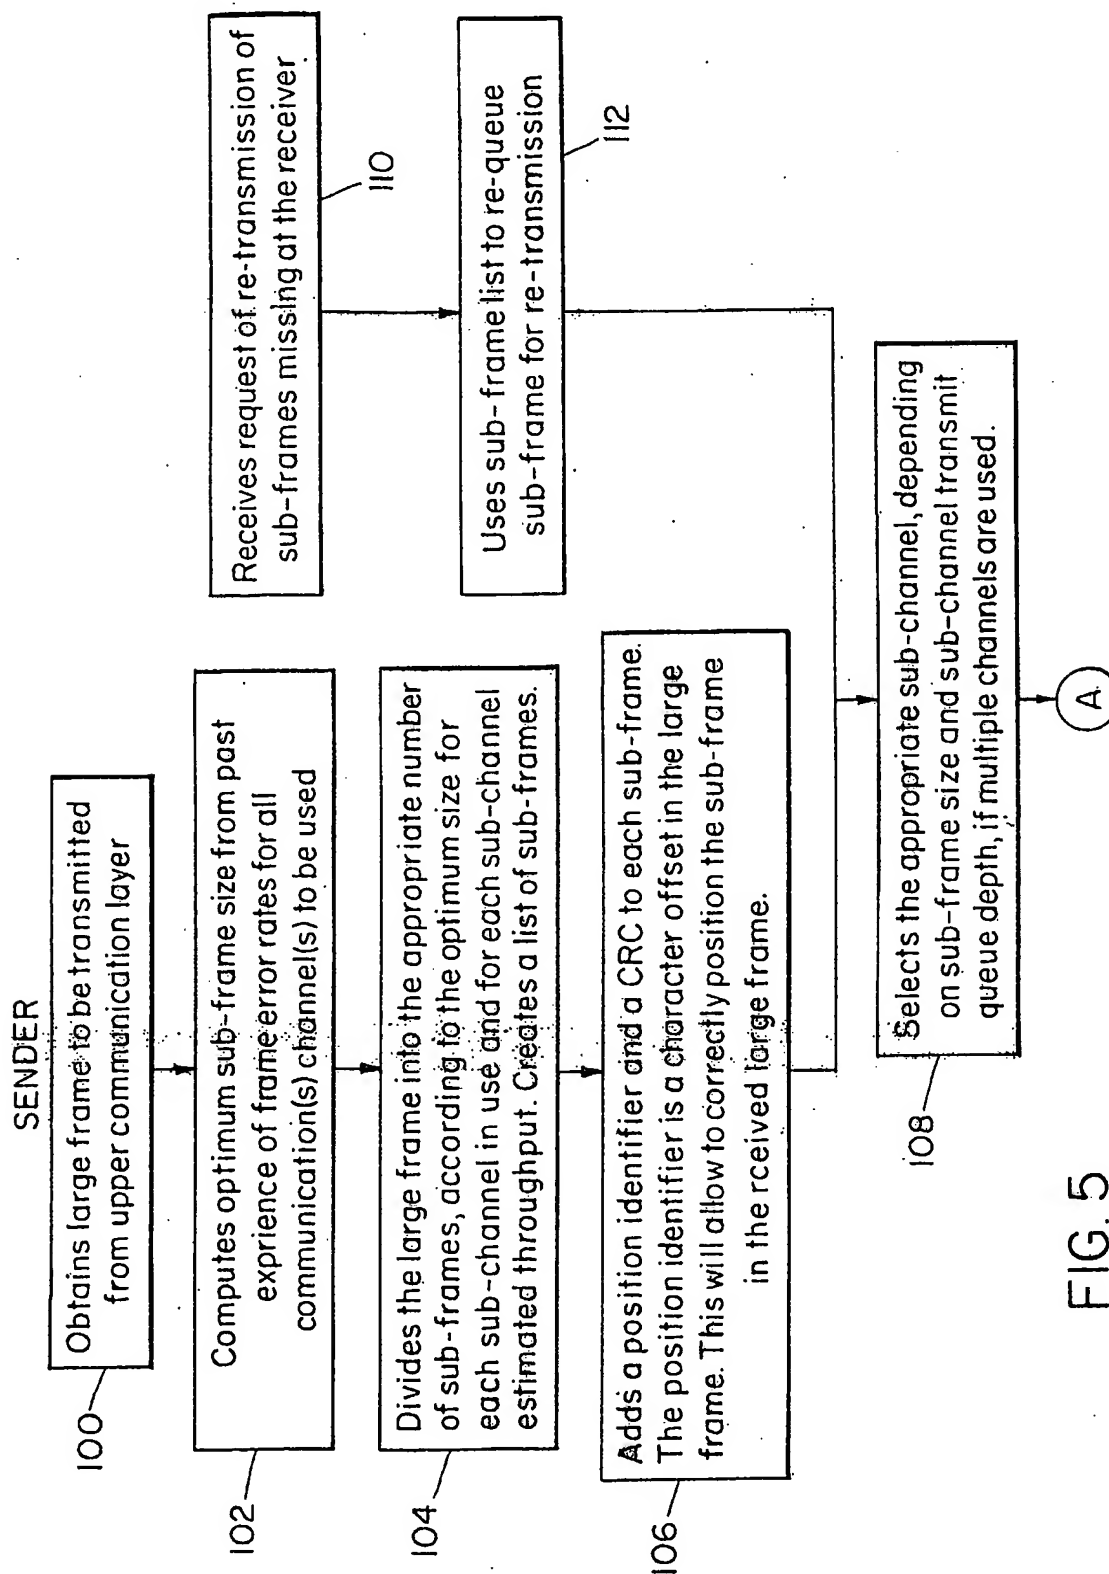 SENDER
Obtains large frame to be transmitted
from upper communication layer
100
Computes optimum sub-frame size from past
exprience of frame error rates for all
communication(s) channel(s) to be used
102
Divides the large frame into the appropriate number
of sub-frames, according to the optimum size for
each sub-channel in use and for each sub-channel
estimated throughput. Creates a list of sub-frames.
104
Adds a position identifier and a CRC to each sub-frame.
The position identifier is a character offset in the large
frame. This will allow to correctly position the sub-frame
in the rceived large frame.
106
Receives request of re-transmission of
sub-frames missing at the receiver
110
Uses sub-frame list to re-queue
sub-frame for re-transmission
112
Selects the appropriate sub-channel, depending
on sub-frame size and sub-channel transmit
queue depth, if multiple channels are used.
108
A
FIG. 5